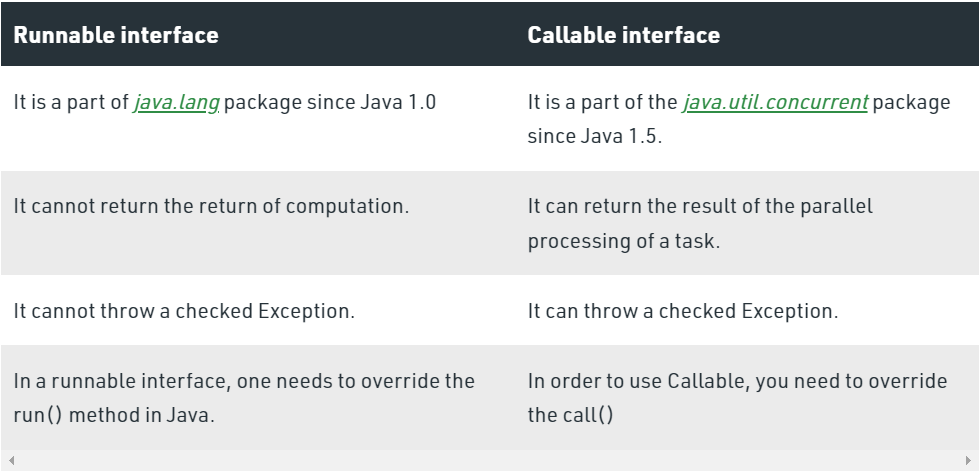 Runnable interface
Callable interface
It is a part of java.lang package since Java 1.0
It is a part of the java.util.concurrent package
since Java 1.5.
It cannot return the return of computation.
It can return the result of the parallel
processing of a task.
It cannot throw a checked Exception.
It can throw a checked Exception.
In a runnable interface, one needs to override the
run() method in Java.
In order to use Callable, you need to override
the call()